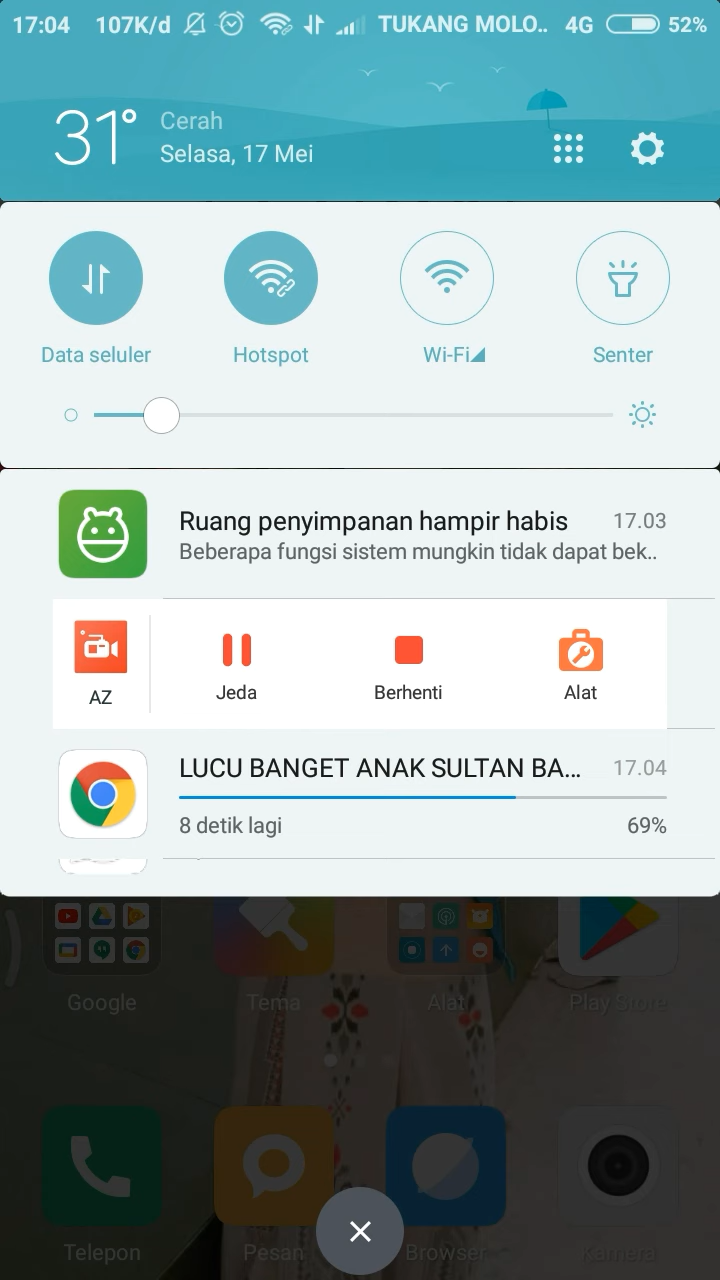 17:04 107K/d TUKANG MOLO.. 4G 52%
31° Cerah
Selasa, 17 Mei
Data seluler Hotspot Wi-Fi Senter
Ruang penyimpanan hampir habis 17.03
Beberapa fungsi sistem mungkin tidak dapat bek..
AZ Jeda Berhenti Alat
LUCU BANGET ANAK SULTAN BA... 17.04
8 detik lagi 69%
Google Tema Alat Play Store
Telepon Pesan Browser Kamera